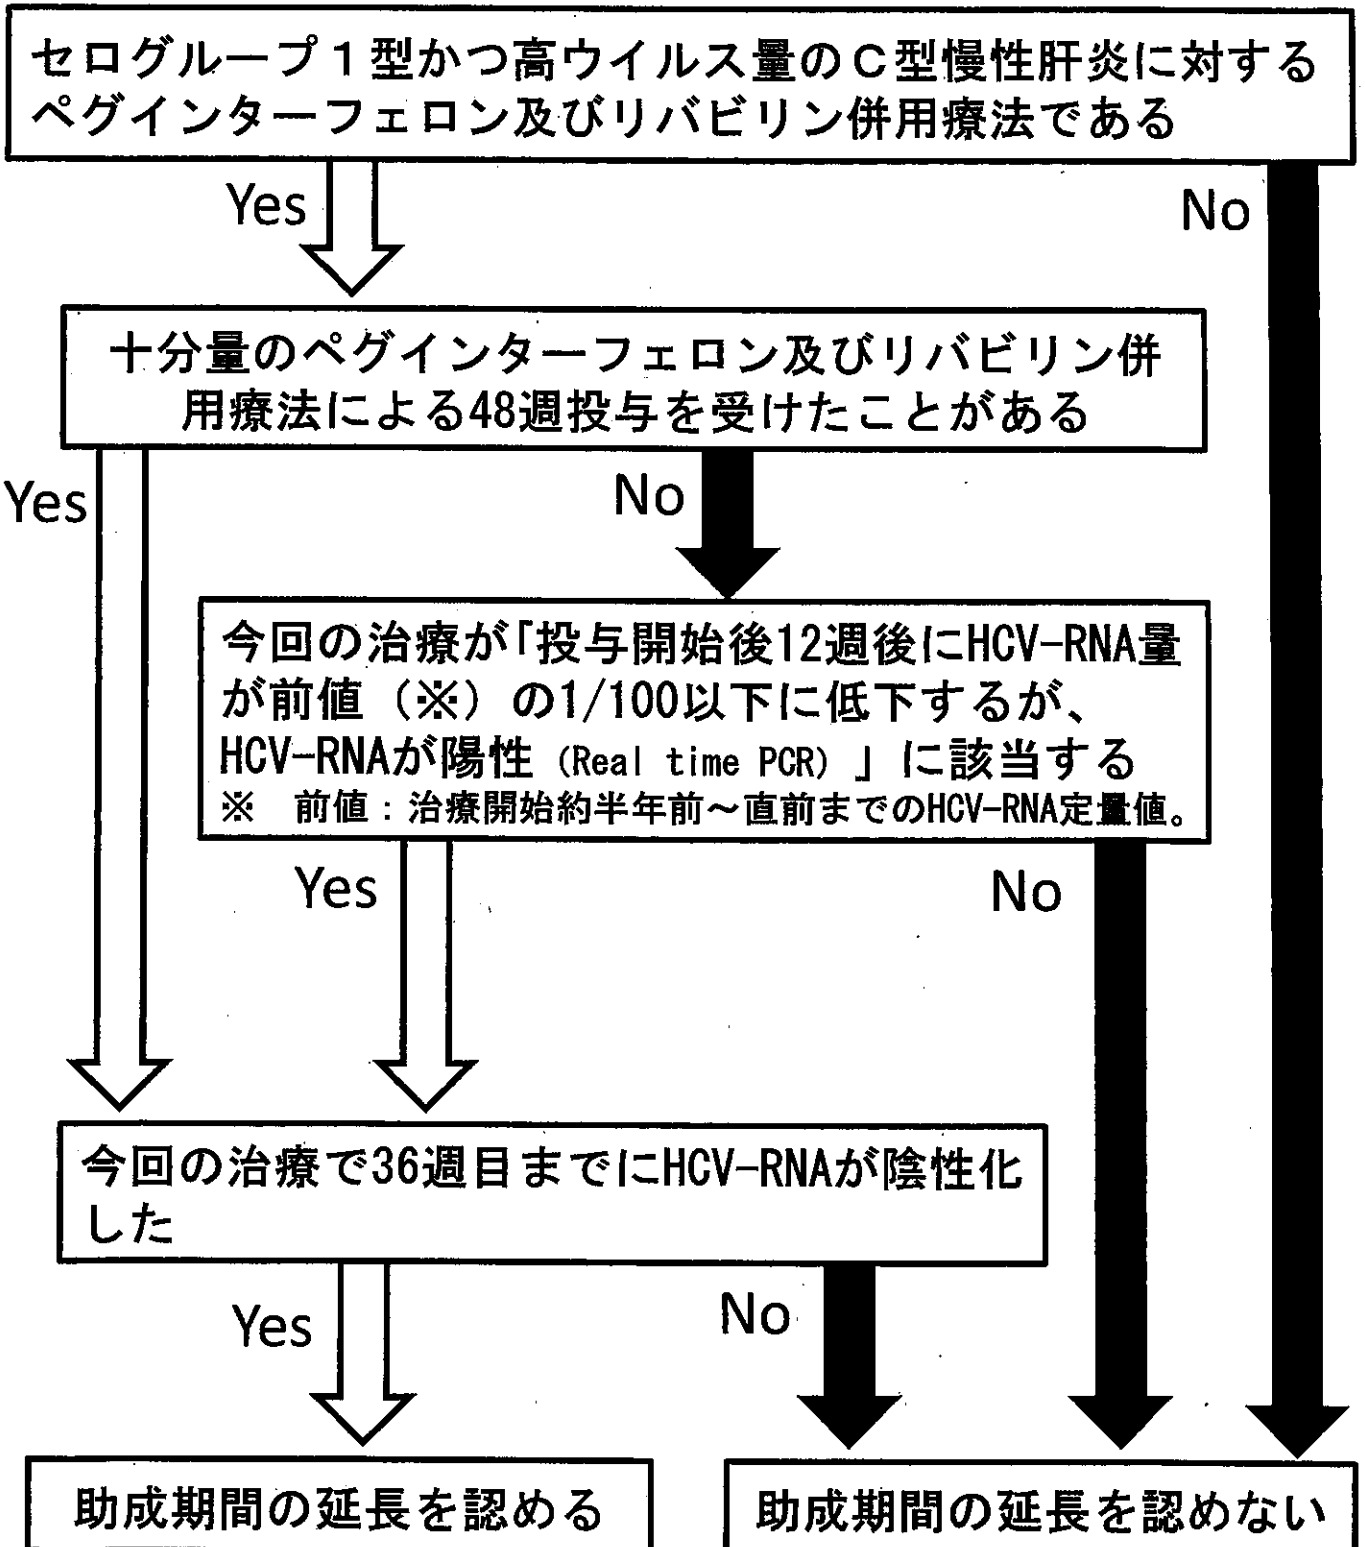 セログループ１型かつ高ウイルス量のＣ型慢性肝炎に対する
ペグインターフェロン及びリバビリン併用療法である
Yes
No
十分量のペグインターフェロン及びリバビリン併
用療法による48週投与を受けたことがある
Yes
No
今回の治療が「投与開始後12週後にHCV-RNA量
が前値（※）の1/100以下に低下するが、
HCV-RNAが陽性（Real time PCR）」に該当する
※　前値：治療開始約半年前～直前までのHCV-RNA定量値。
Yes
No
今回の治療で36週目までにHCV-RNAが陰性化
した
Yes
No
助成期間の延長を認める
助成期間の延長を認めない